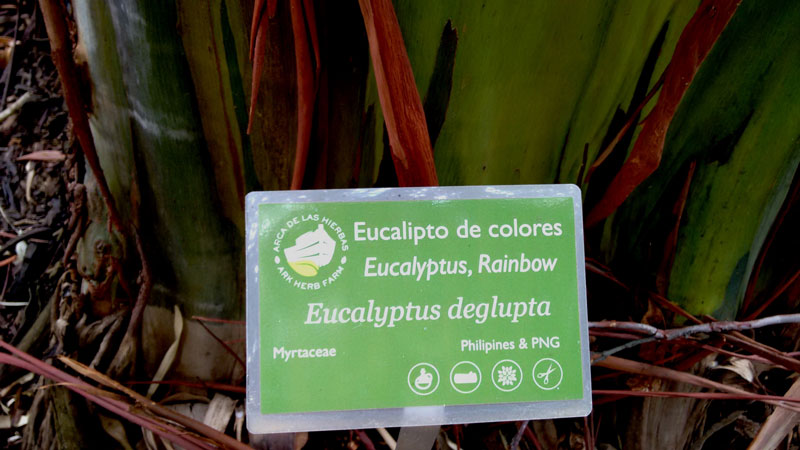 ARCA DE LAS HIERBAS
ARK HERB FARM
Eucalipto de colores
Eucalyptus, Rainbow
Eucalyptus deglupta
Myrtaceae
Philipines & PNG